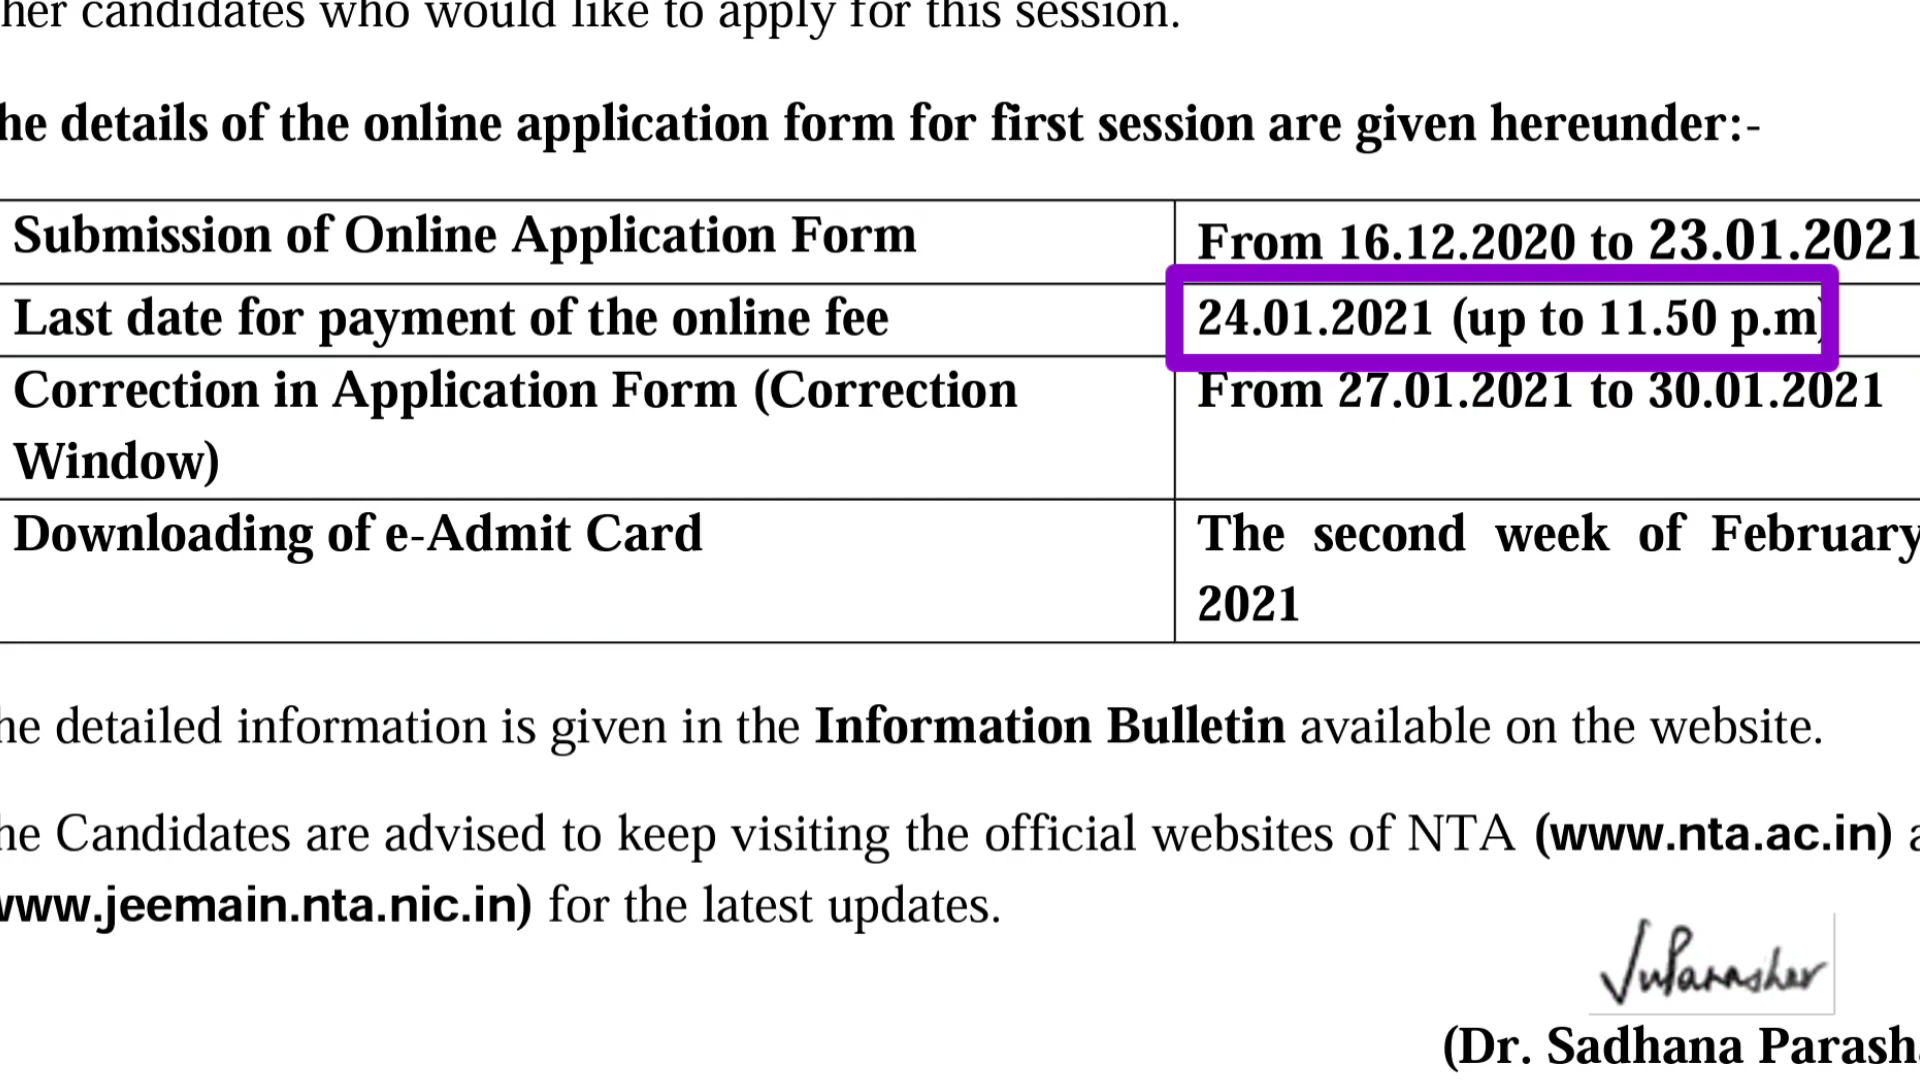 her candidates who would like to apply for this session.
he details of the online application form for first session are given hereunder:-
Submission of Online Application Form From 16.12.2020 to 23.01.2021
Last date for payment of the online fee 24.01.2021 (up to 11.50 p.m)
Correction in Application Form (Correction From 27.01.2021 to 30.01.2021
Window)
Downloading of e-Admit Card The second week of February
2021
he detailed information is given in the Information Bulletin available on the website.
he Candidates are advised to keep visiting the official websites of NTA (www.nta.ac.in) a
www.jeemain.nta.nic.in) for the latest updates.
(Dr. Sadhana Parash